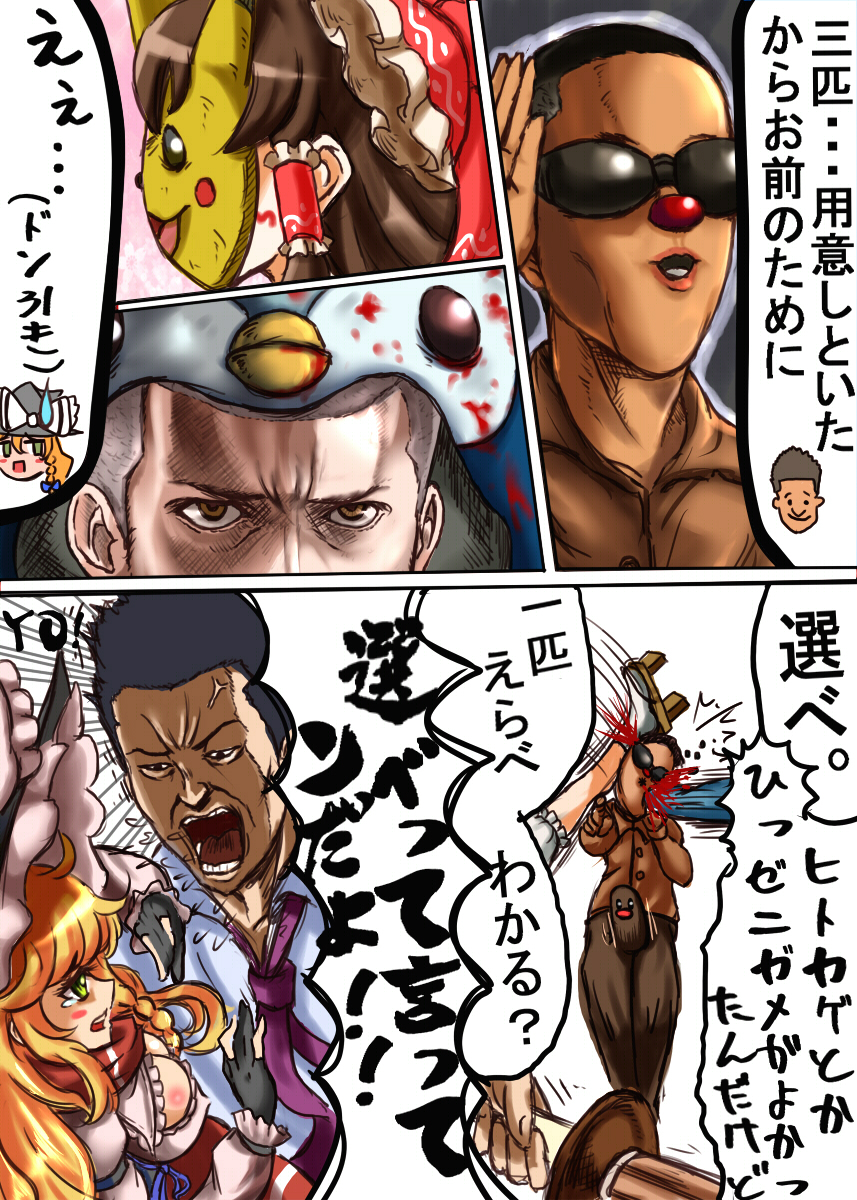 三匹・・・用意しといた
からお前のために
ええ・・・
(ドン引き)
選べ。
ヒトカゲとか
ひっゼニガメがよかっ
たんだけど
一匹
えらべ
わかる?
選べって言って
ンだよ!!
YO!